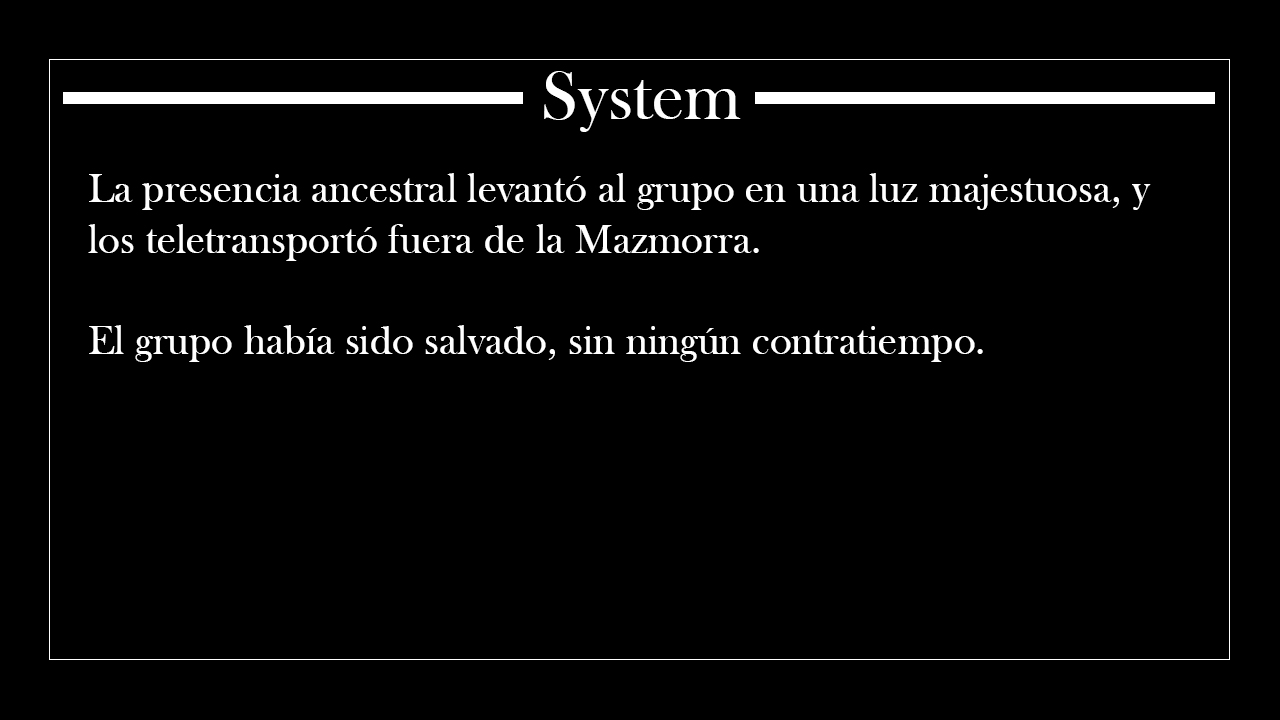 System
La presencia ancestral levantó al grupo en una luz majestuosa, y
los teletransportó fuera de la Mazmorra.
El grupo había sido salvado, sin ningún contratiempo.